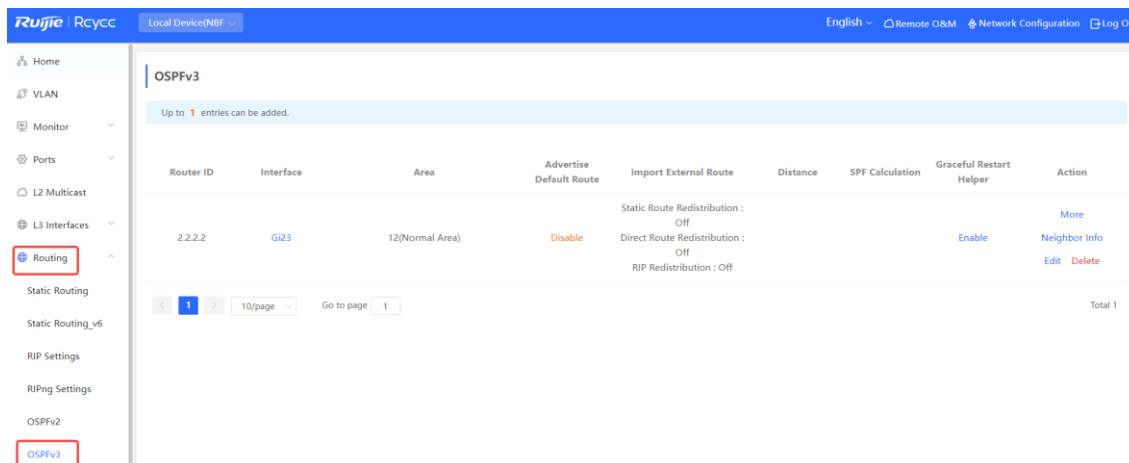 Ruijie | Rcycc
Local Device(NBF
English
Remote O&M
Network Configuration
Log O
Home
VLAN
Monitor
Ports
L2 Multicast
L3 Interfaces
Routing
Static Routing
Static Routing_v6
RIP Settings
RIPng Settings
OSPFv2
OSPFv3
OSPFv3
Up to 1 entries can be added.
Router ID
Interface
Area
Advertise
Default Route
Import External Route
Distance
SPF Calculation
Graceful Restart
Helper
Action
2.2.2.2
Gi23
12(Normal Area)
Disable
Static Route Redistribution :
Off
Direct Route Redistribution :
Off
RIP Redistribution : Off
Enable
More
Neighbor Info
Edit Delete
1
10/page
Go to page 1
Total 1